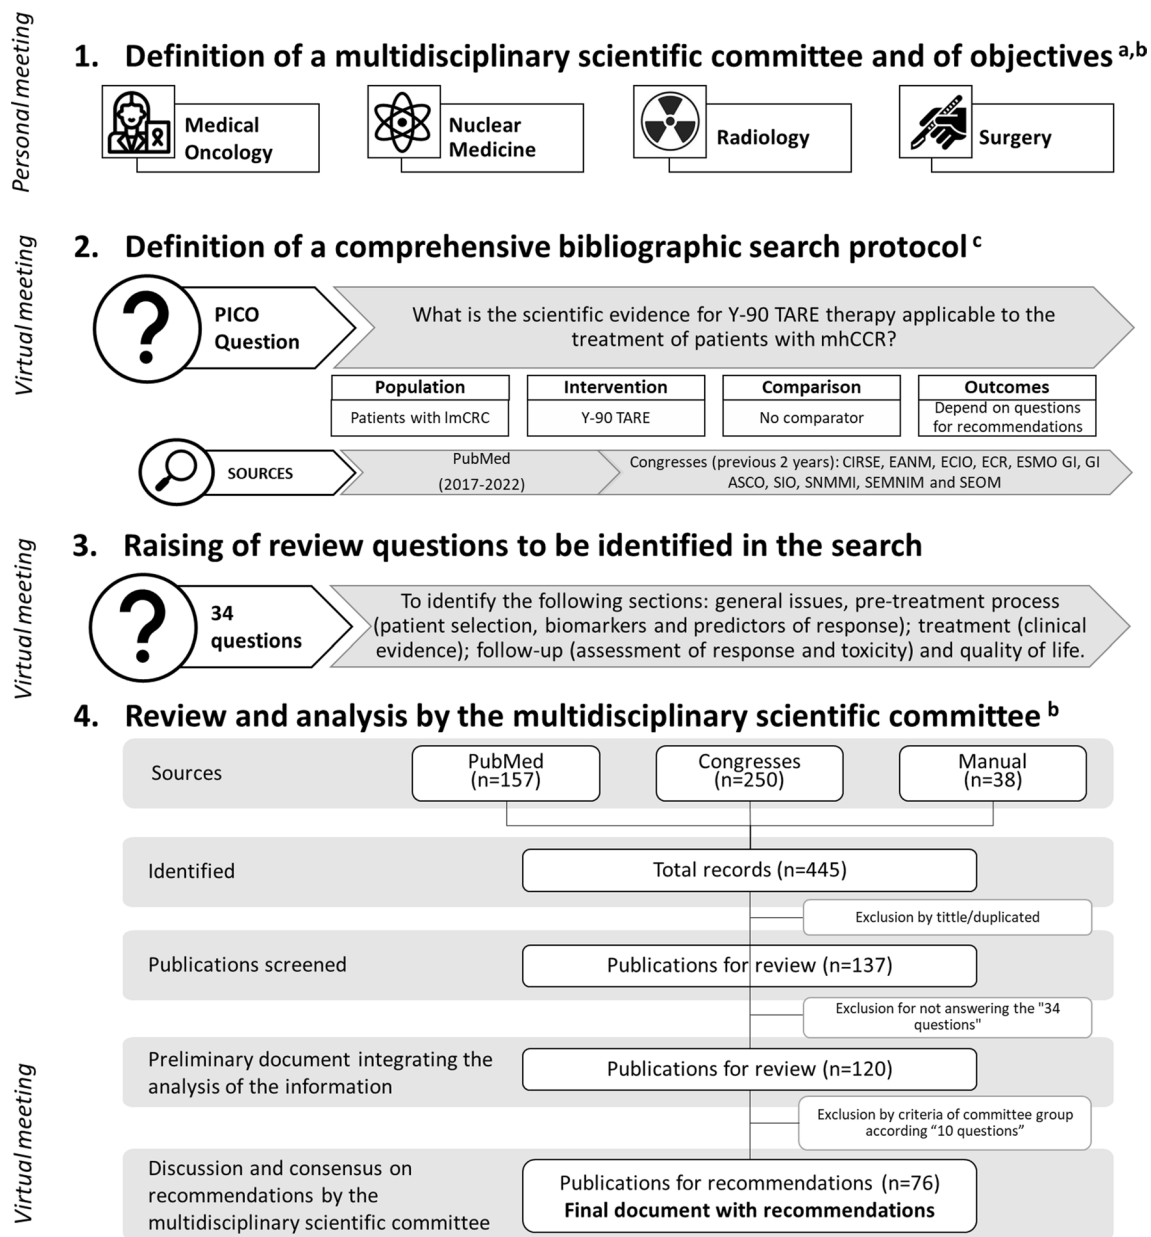 Personal meeting
1. Definition of a multidisciplinary scientific committee and of objectives a,b
Medical
Oncology
Nuclear
Medicine
Radiology
Surgery
Virtual meeting
2. Definition of a comprehensive bibliographic search protocol c
?
PICO
Question
What is the scientific evidence for Y-90 TARE therapy applicable to the
treatment of patients with mhCCR?
Population
Patients with lmCRC
Intervention
Y-90 TARE
Comparison
No comparator
Outcomes
Depend on questions
for recommendations
SOURCES
PubMed
(2017-2022)
Congresses (previous 2 years): CIRSE, EANM, ECIO, ECR, ESMO GI, GI
ASCO, SIO, SNMMI, SEMNIM and SEOM
Virtual meeting
3. Raising of review questions to be identified in the search
?
34
questions
To identify the following sections: general issues, pre-treatment process
(patient selection, biomarkers and predictors of response); treatment (clinical
evidence); follow-up (assessment of response and toxicity) and quality of life.
4. Review and analysis by the multidisciplinary scientific committee b
Sources
PubMed
(n=157)
Congresses
(n=250)
Manual
(n=38)
Identified
Total records (n=445)
Exclusion by tittle/duplicated
Publications screened
Publications for review (n=137)
Exclusion for not answering the "34
questions"
Virtual meeting
Preliminary document integrating the
analysis of the information
Publications for review (n=120)
Exclusion by criteria of committee group
according “10 questions”
Discussion and consensus on
recommendations by the
multidisciplinary scientific committee
Publications for recommendations (n=76)
Final document with recommendations